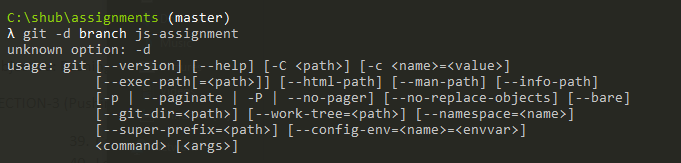 C:\shub\assignments (master)
λ git -d branch js-assignment
unknown option: -d
usage: git [--version] [--help] [-C <path>] [-c <name>=<value>]
[--exec-path[=<path>]] [--html-path] [--man-path] [--info-path]
[-p | --paginate | -P | --no-pager] [--no-replace-objects] [--bare]
[--git-dir=<path>] [--work-tree=<path>] [--namespace=<name>]
[--super-prefix=<path>] [--config-env=<name>=<envvar>]
<command> [<args>]